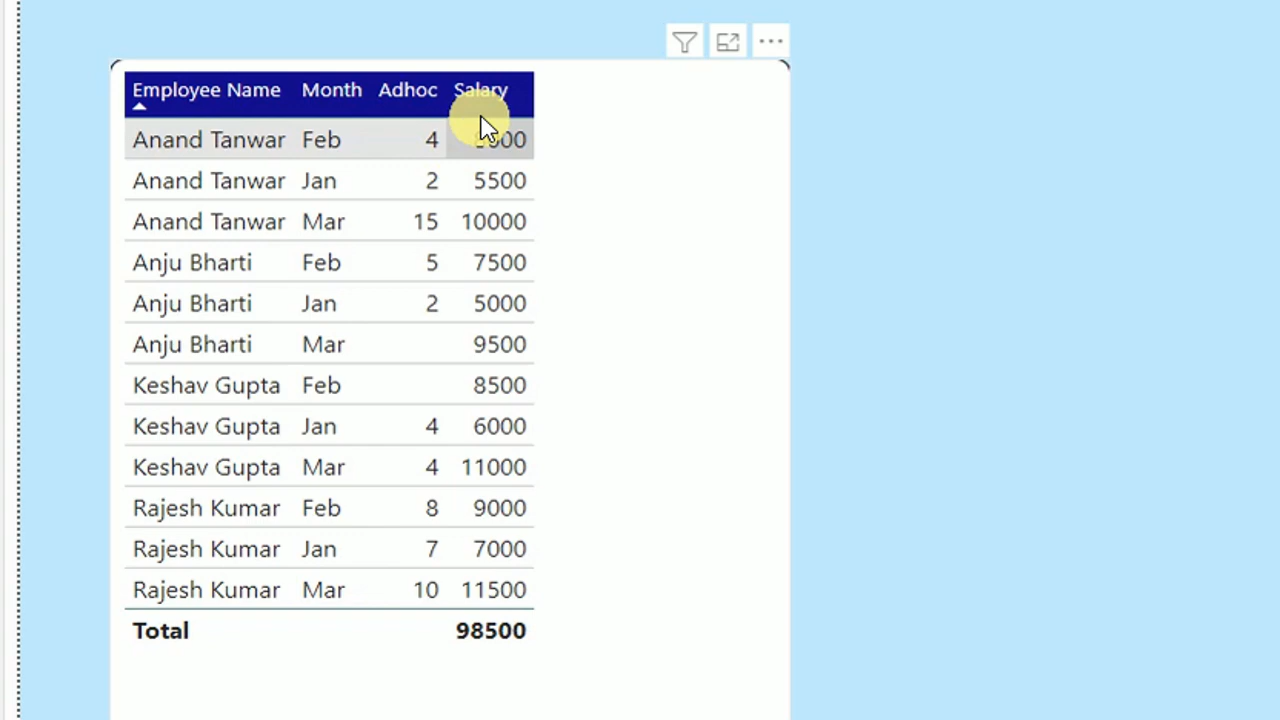 Employee Name Month Adhoc Salary
Anand Tanwar Feb 4 8000
Anand Tanwar Jan 2 5500
Anand Tanwar Mar 15 10000
Anju Bharti Feb 5 7500
Anju Bharti Jan 2 5000
Anju Bharti Mar 9500
Keshav Gupta Feb 8500
Keshav Gupta Jan 4 6000
Keshav Gupta Mar 4 11000
Rajesh Kumar Feb 8 9000
Rajesh Kumar Jan 7 7000
Rajesh Kumar Mar 10 11500
Total 98500